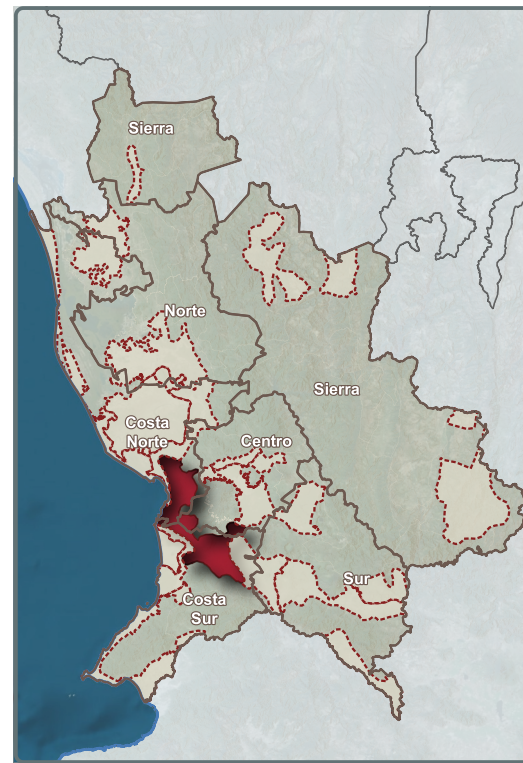 Sierra
Norte
Sierra
Costa
Norte
Centro
Sur
Costa
Sur